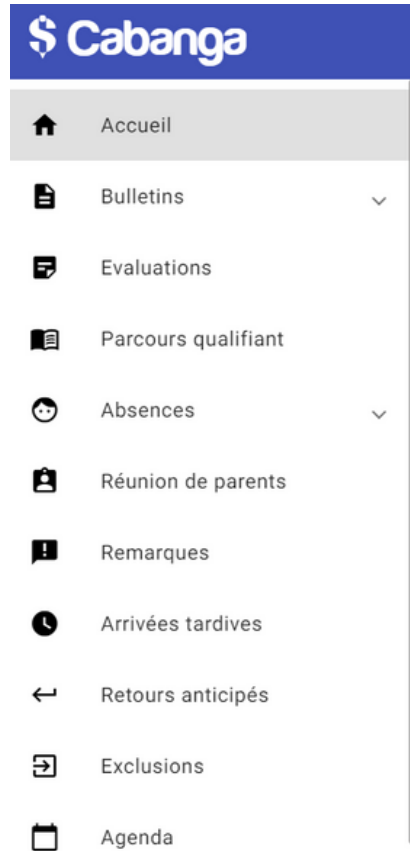 Cabanga
Accueil
Bulletins
Evaluations
Parcours qualifiant
Absences
Réunion de parents
Remarques
Arrivées tardives
Retours anticipés
Exclusions
Agenda